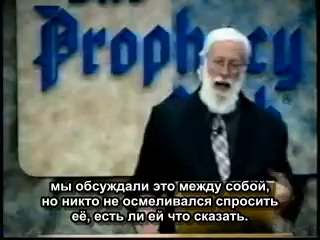 Prophecy
®
мы обсуждали это между собой,
но никто не осмеливался спросить
её, есть ли ей что сказать.